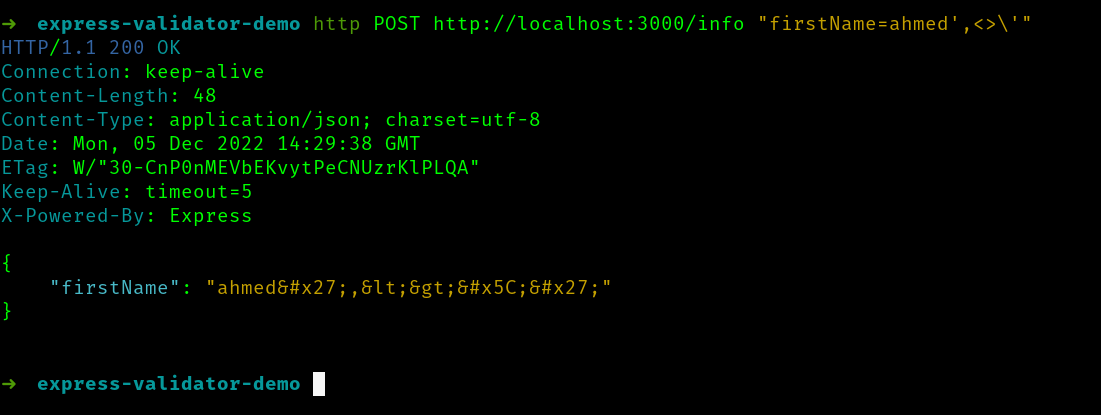 ➜  express-validator-demo http POST http://localhost:3000/info "firstName=ahmed',<>\'"
HTTP/1.1 200 OK
Connection: keep-alive
Content-Length: 48
Content-Type: application/json; charset=utf-8
Date: Mon, 05 Dec 2022 14:29:38 GMT
ETag: W/"30-CnP0nMEVbEKvytPeCNUzrKlPLQA"
Keep-Alive: timeout=5
X-Powered-By: Express
{
    "firstName": "ahmed&#x27;,&lt;&gt;&#x5C;&#x27;"
}
➜  express-validator-demo